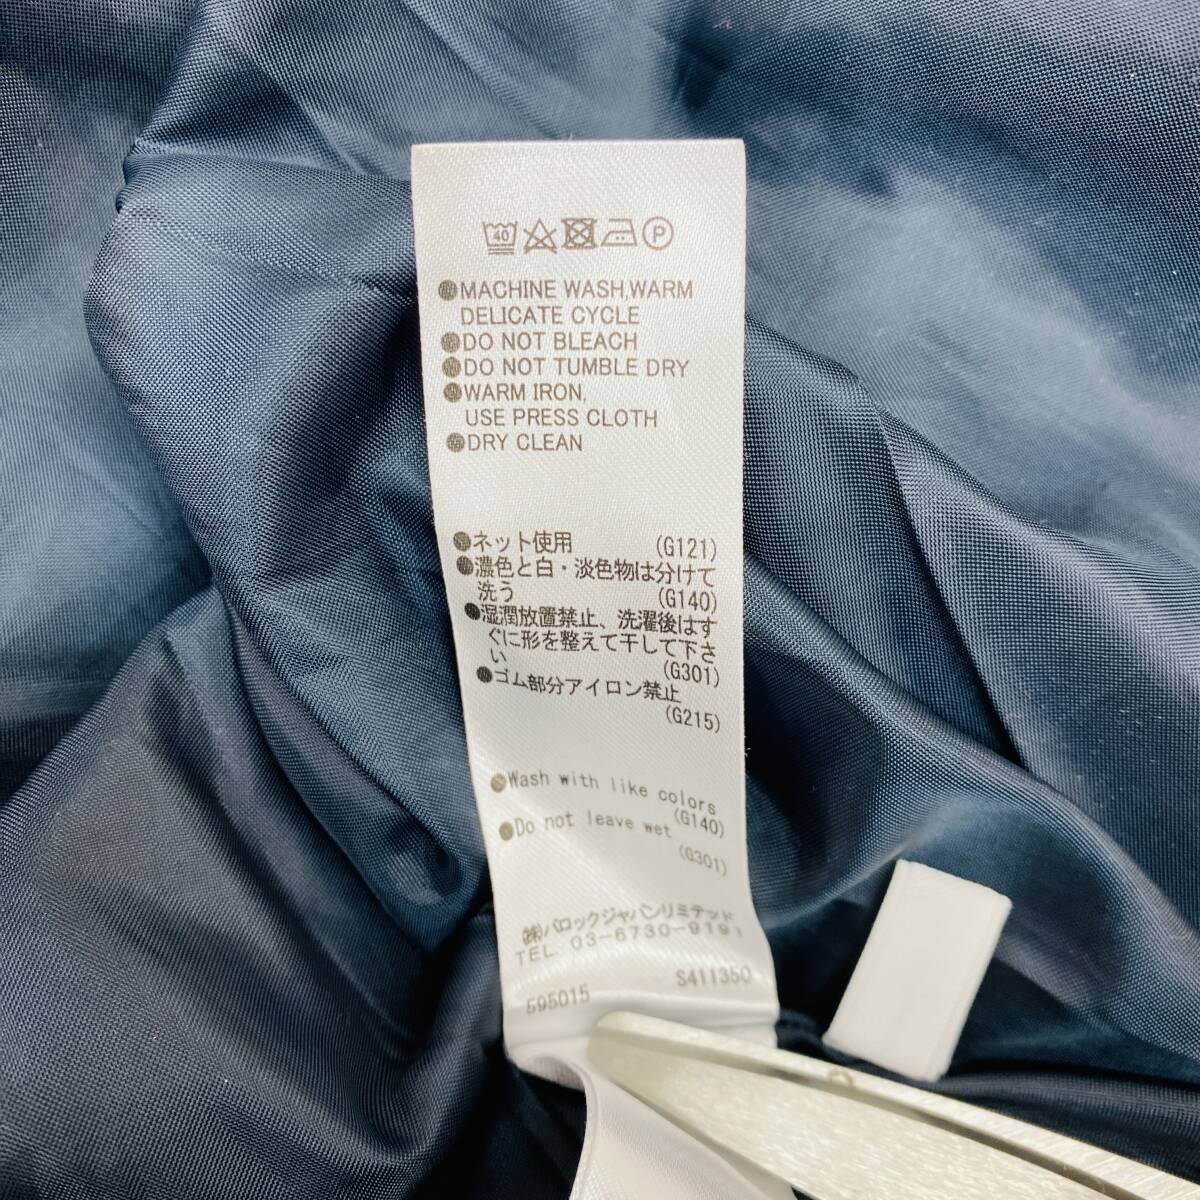 40 P
●MACHINE WASH,WARM
DELICATE CYCLE
●DO NOT BLEACH
●DO NOT TUMBLE DRY
●WARM IRON,
USE PRESS CLOTH
●DRY CLEAN
●ネット使用 (G121)
●濃色と白・淡色物は分けて
洗う (G140)
●湿潤放置禁止、洗濯後はす
ぐに形を整えて干して下さ
い (G301)
●ゴム部分アイロン禁止
(G215)
●Wash with like colors
(G140)
●Do not leave wet
(G301)
㈱バロックジャパンリミテッド
TEL. 03-6730-9191
595015 S411350